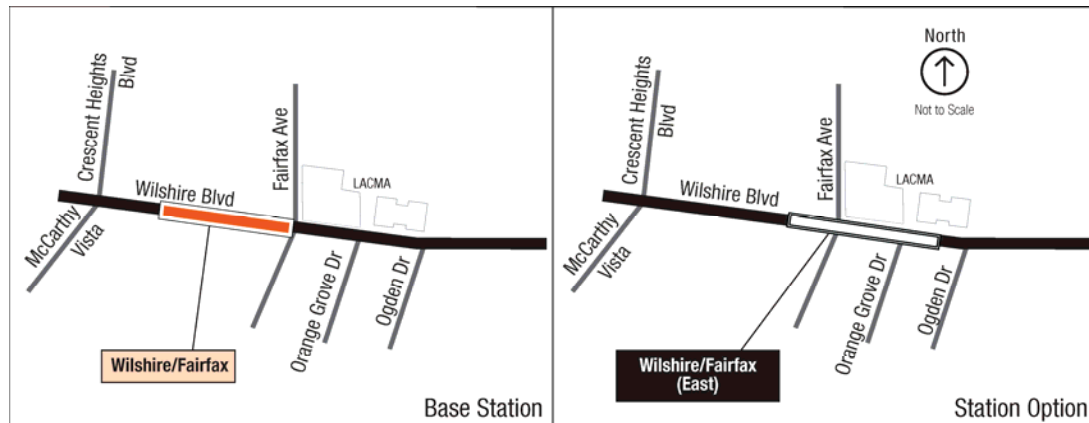 Crescent Heights
Blvd
McCarthy
Vista
Wilshire Blvd
Fairfax Ave
LACMA
Orange Grove Dr
Ogden Dr
Wilshire/Fairfax
Base Station
North
Not to Scale
Crescent Heights
Blvd
McCarthy
Vista
Wilshire Blvd
Fairfax Ave
LACMA
Orange Grove Dr
Ogden Dr
Wilshire/Fairfax
(East)
Station Option